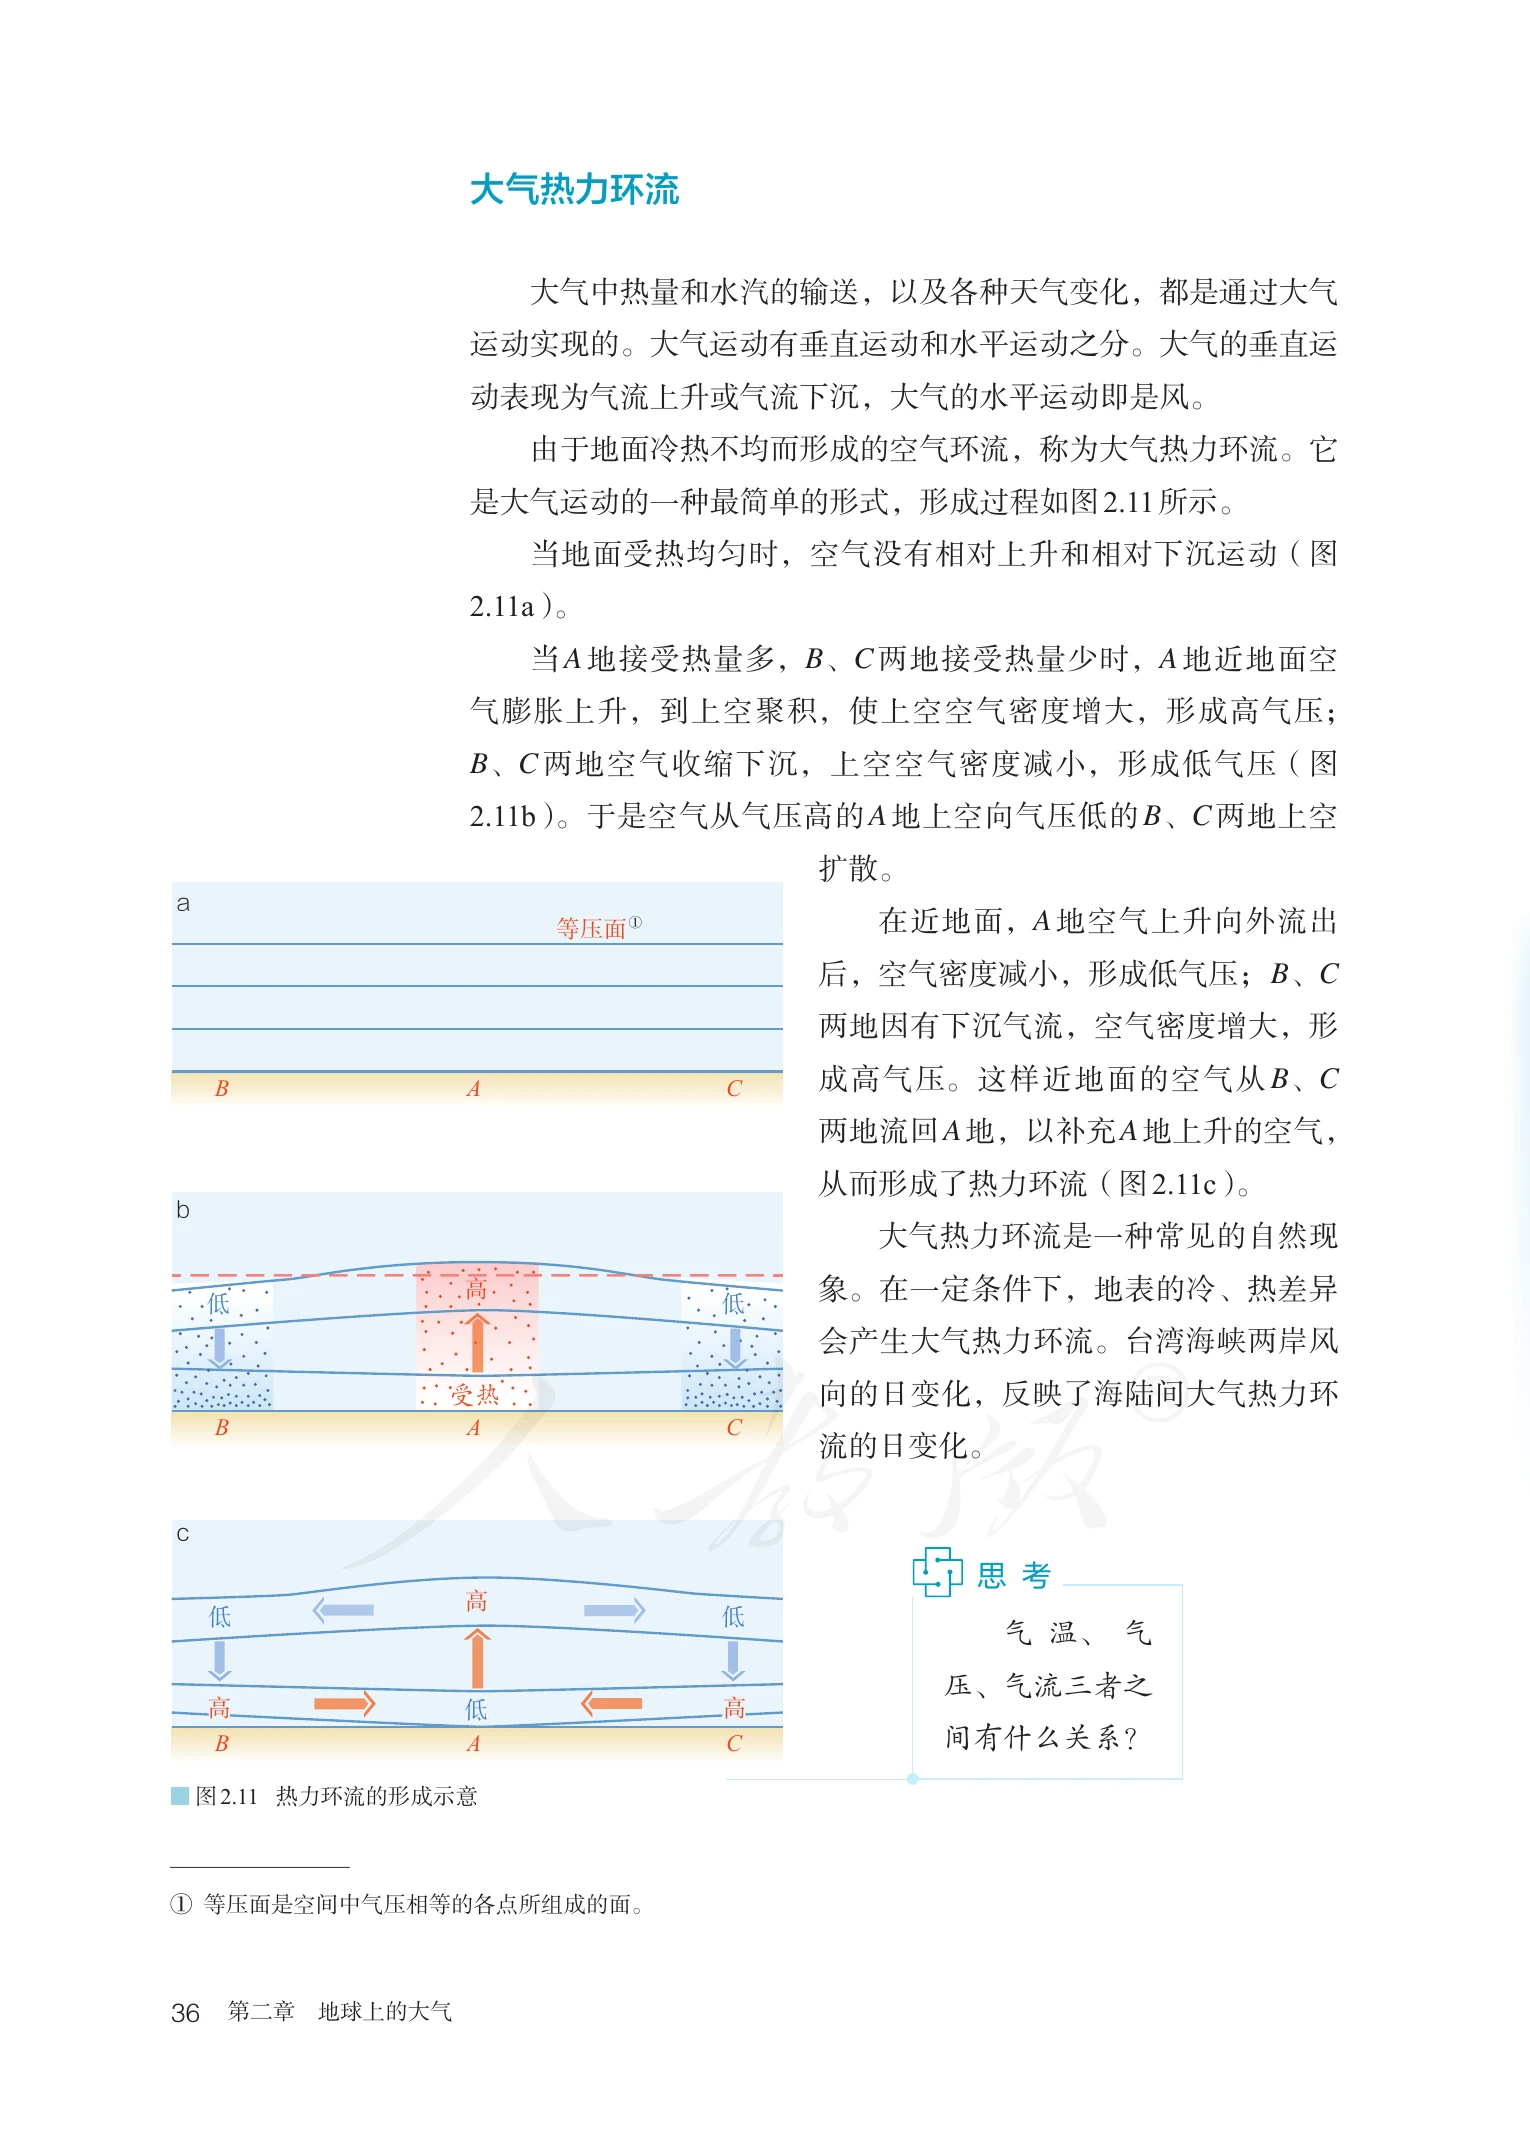 大气热力环流
大气中热量和水汽的输送，以及各种天气变化，都是通过大气
运动实现的。大气运动有垂直运动和水平运动之分。大气的垂直运
动表现为气流上升或气流下沉，大气的水平运动即是风。
由于地面冷热不均而形成的空气环流，称为大气热力环流。它
是大气运动的一种最简单的形式，形成过程如图2.11所示。
当地面受热均匀时，空气没有相对上升和相对下沉运动（图
2.11a）。
当A地接受热量多，B、C两地接受热量少时，A地近地面空
气膨胀上升，到上空聚积，使上空空气密度增大，形成高气压；
B、C两地空气收缩下沉，上空空气密度减小，形成低气压（图
2.11b）。于是空气从气压高的A地上空向气压低的B、C两地上空
扩散。
在近地面，A地空气上升向外流出
后，空气密度减小，形成低气压；B、C
两地因有下沉气流，空气密度增大，形
成高气压。这样近地面的空气从B、C
两地流回A地，以补充A地上升的空气，
从而形成了热力环流（图2.11c）。
大气热力环流是一种常见的自然现
象。在一定条件下，地表的冷、热差异
会产生大气热力环流。台湾海峡两岸风
向的日变化，反映了海陆间大气热力环
流的日变化。
a
等压面①
B A C
b
高
低 低
受热
B A C
c
高
低 低
高 低 高
B A C
图2.11 热力环流的形成示意
思考
气温、气
压、气流三者之
间有什么关系？
人教版®
① 等压面是空间中气压相等的各点所组成的面。
36 第二章 地球上的大气